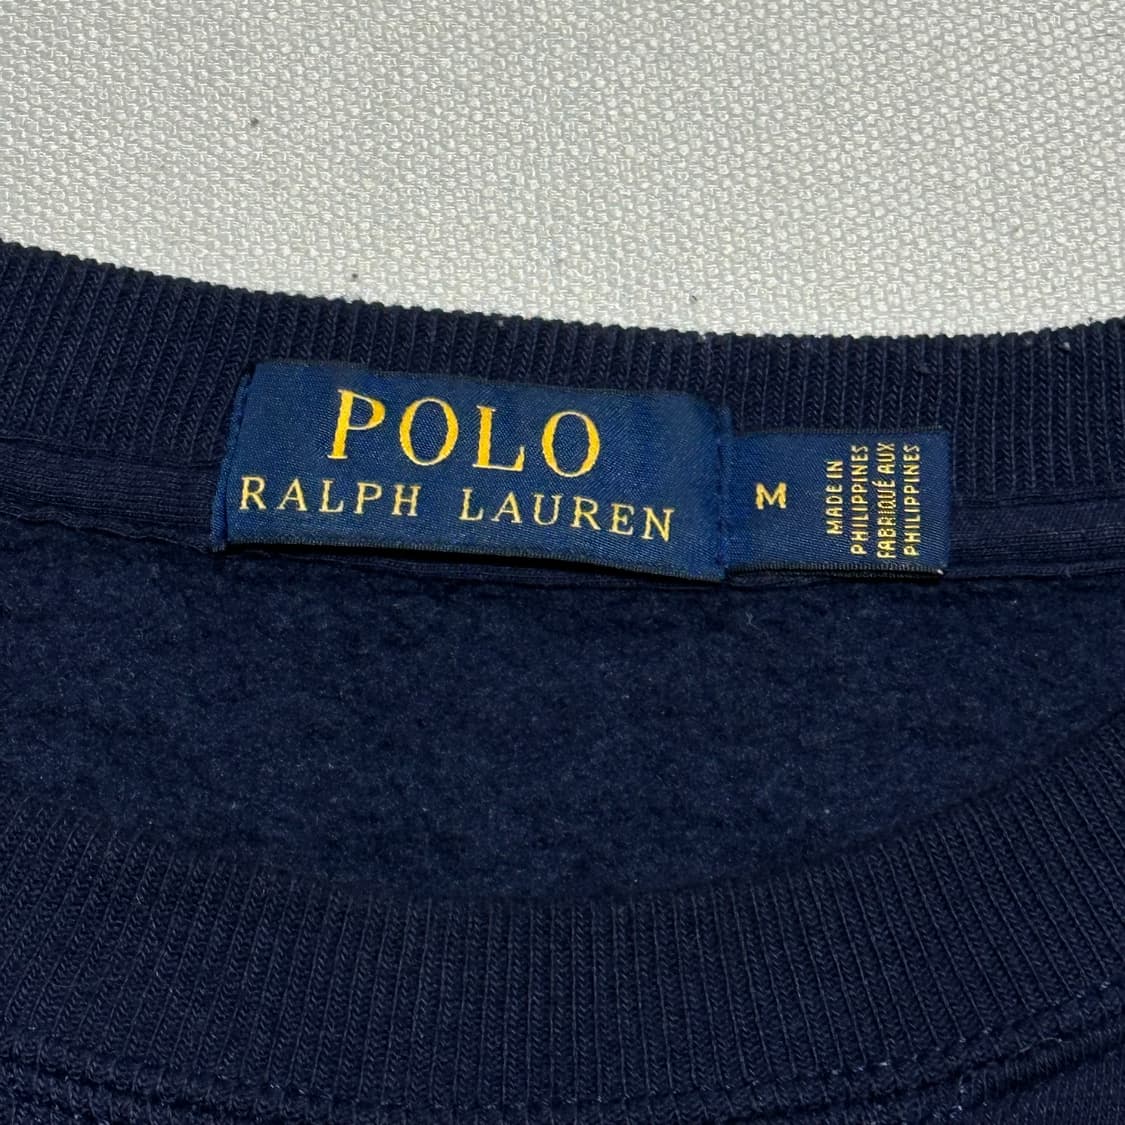 POLO
RALPH LAUREN
M
MADE IN
PHILIPPINES
FABRIQUÉ AUX
PHILIPPINES